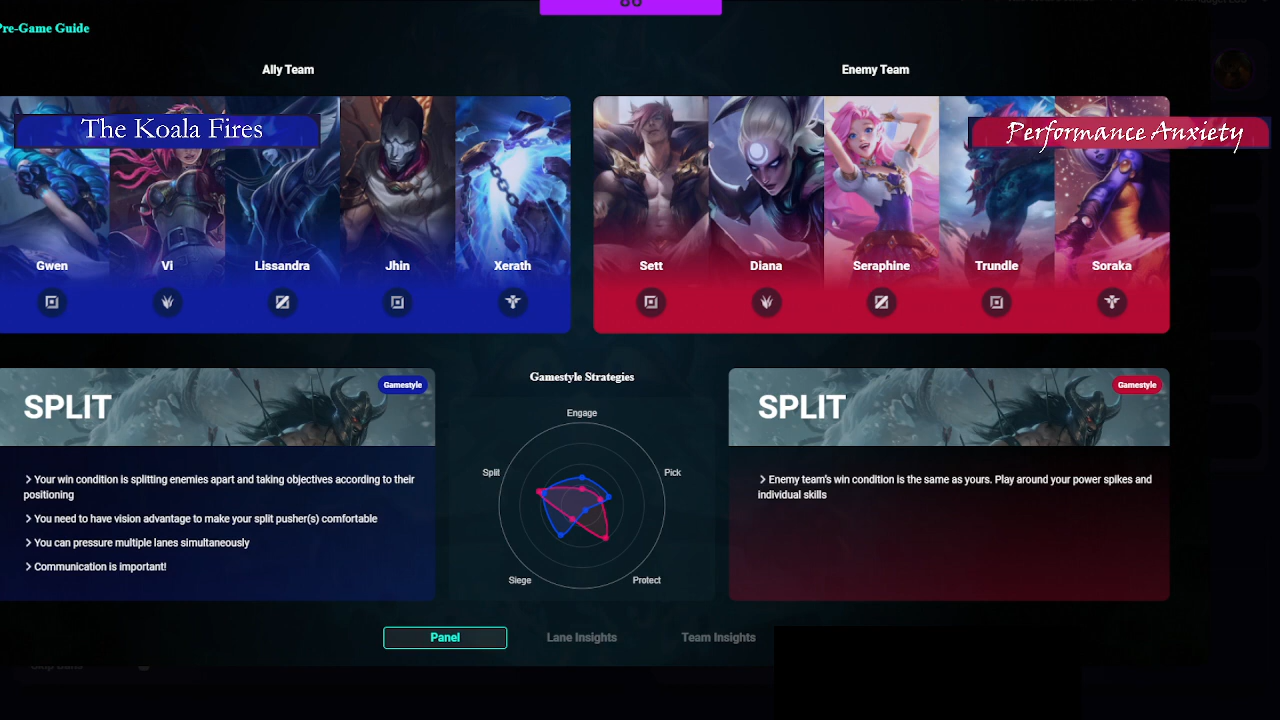 Pre-Game Guide
86
Ally Team
Enemy Team
The Koala Fires
Performance Anxiety
Gwen
Vi
Lissandra
Jhin
Xerath
Sett
Diana
Seraphine
Trundle
Soraka
SPLIT
Gamestyle
> Your win condition is splitting enemies apart and taking objectives according to their
positioning
> You need to have vision advantage to make your split pusher(s) comfortable
> You can pressure multiple lanes simultaneously
> Communication is important!
Gamestyle Strategies
Engage
Split
Pick
Siege
Protect
SPLIT
Gamestyle
> Enemy team's win condition is the same as yours. Play around your power spikes and
individual skills
Panel
Lane Insights
Team Insights